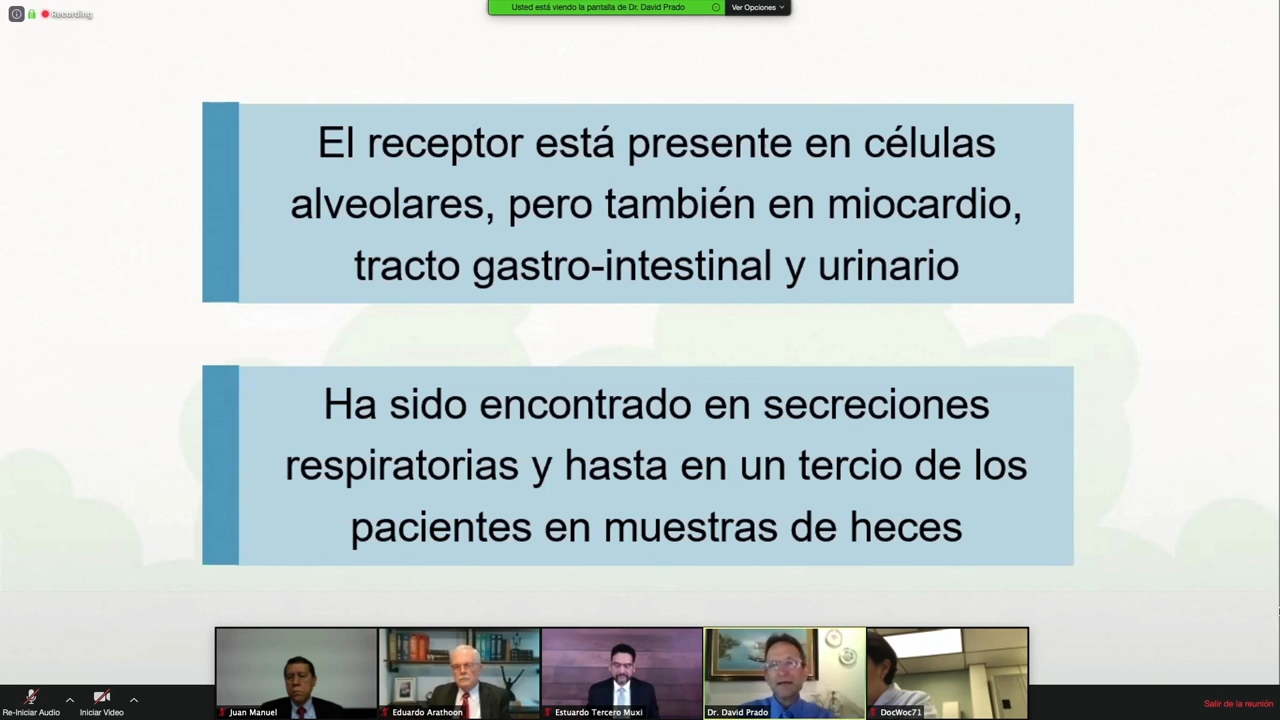 Recording
Usted está viendo la pantalla de Dr. David Prado
Ver Opciones
El receptor está presente en células
alveolares, pero también en miocardio,
tracto gastro-intestinal y urinario
Ha sido encontrado en secreciones
respiratorias y hasta en un tercio de los
pacientes en muestras de heces
Juan Manuel
Eduardo Arathoon
Estuardo Tercero Muxi
Dr. David Prado
DocWoc71
Re-Iniciar Audio
Iniciar Video
Salir de la reunión